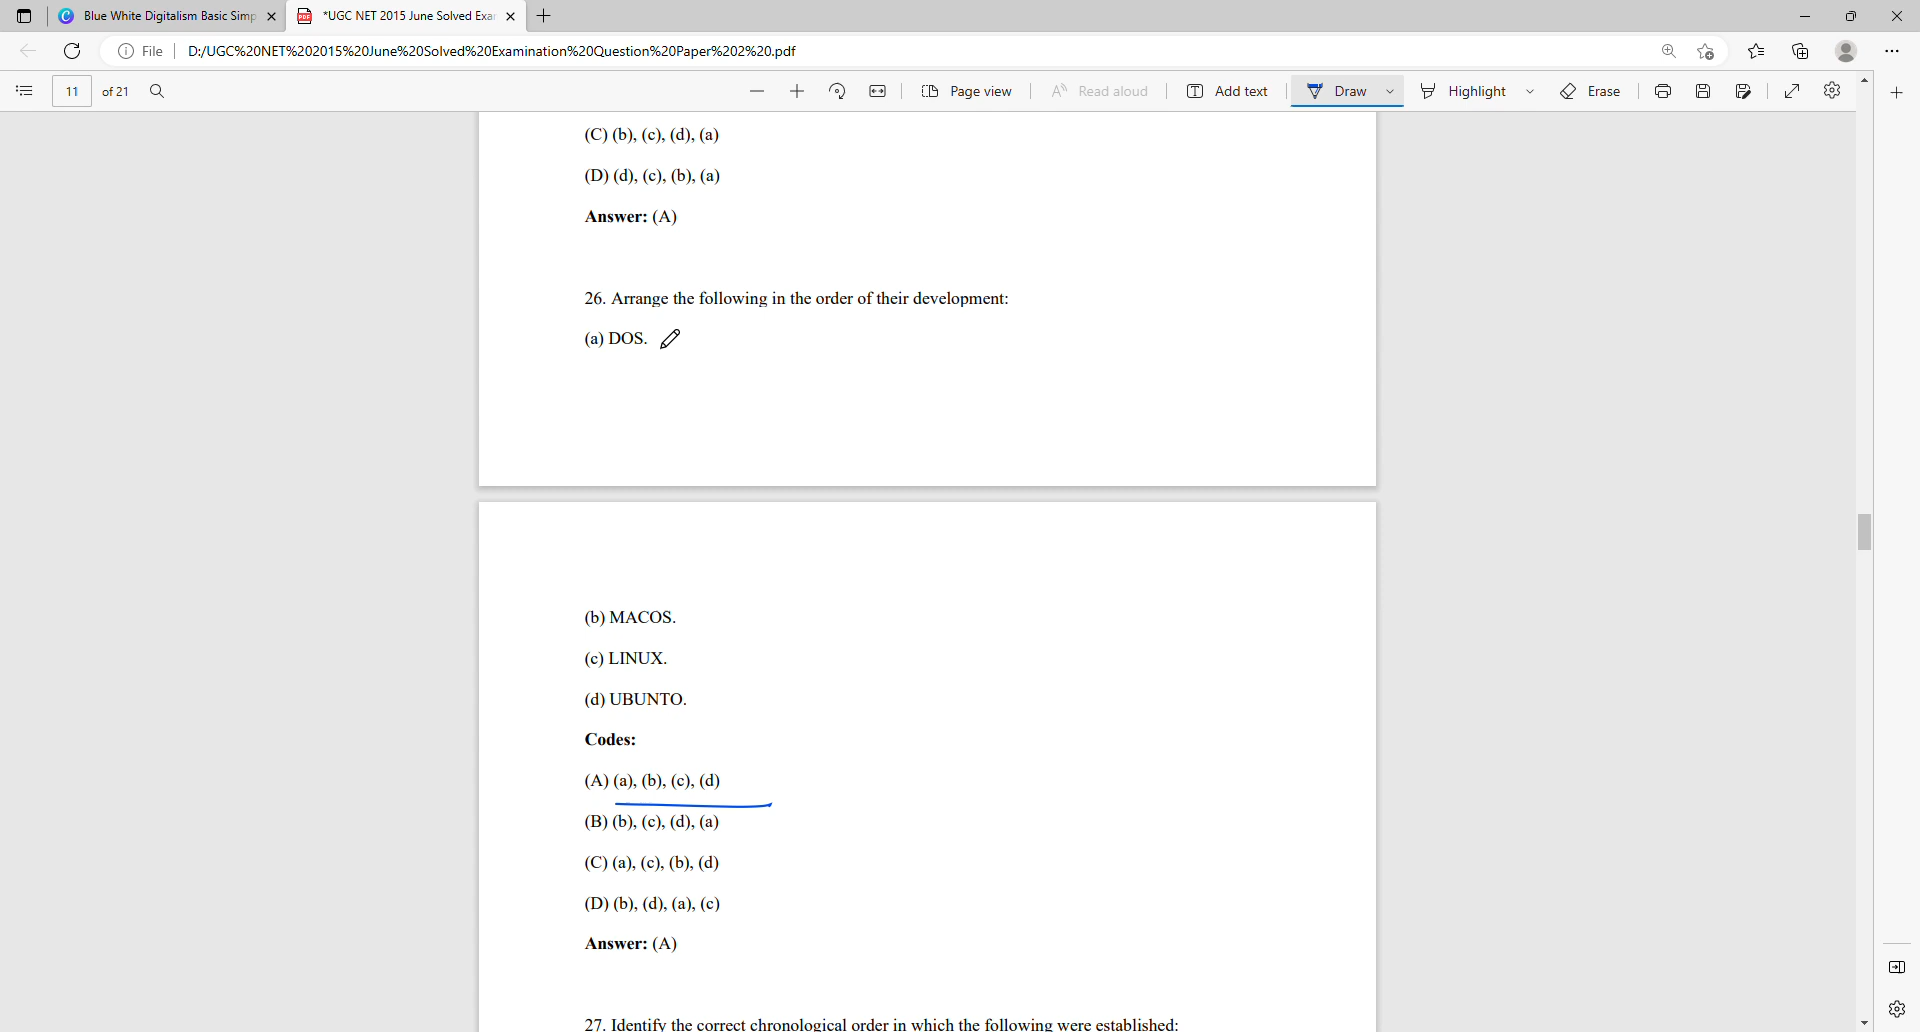 Blue White Digitalism Basic Simp
*UGC NET 2015 June Solved Exar
File
D:/UGC%20NET%202015%20June%20Solved%20Examination%20Question%20Paper%202%20.pdf
11 of 21
Page view
Read aloud
Add text
Draw
Highlight
Erase
(C) (b), (c), (d), (a)
(D) (d), (c), (b), (a)
Answer: (A)
26. Arrange the following in the order of their development:
(a) DOS.
(b) MACOS.
(c) LINUX.
(d) UBUNTO.
Codes:
(A) (a), (b), (c), (d)
(B) (b), (c), (d), (a)
(C) (a), (c), (b), (d)
(D) (b), (d), (a), (c)
Answer: (A)
27. Identify the correct chronological order in which the following were established: